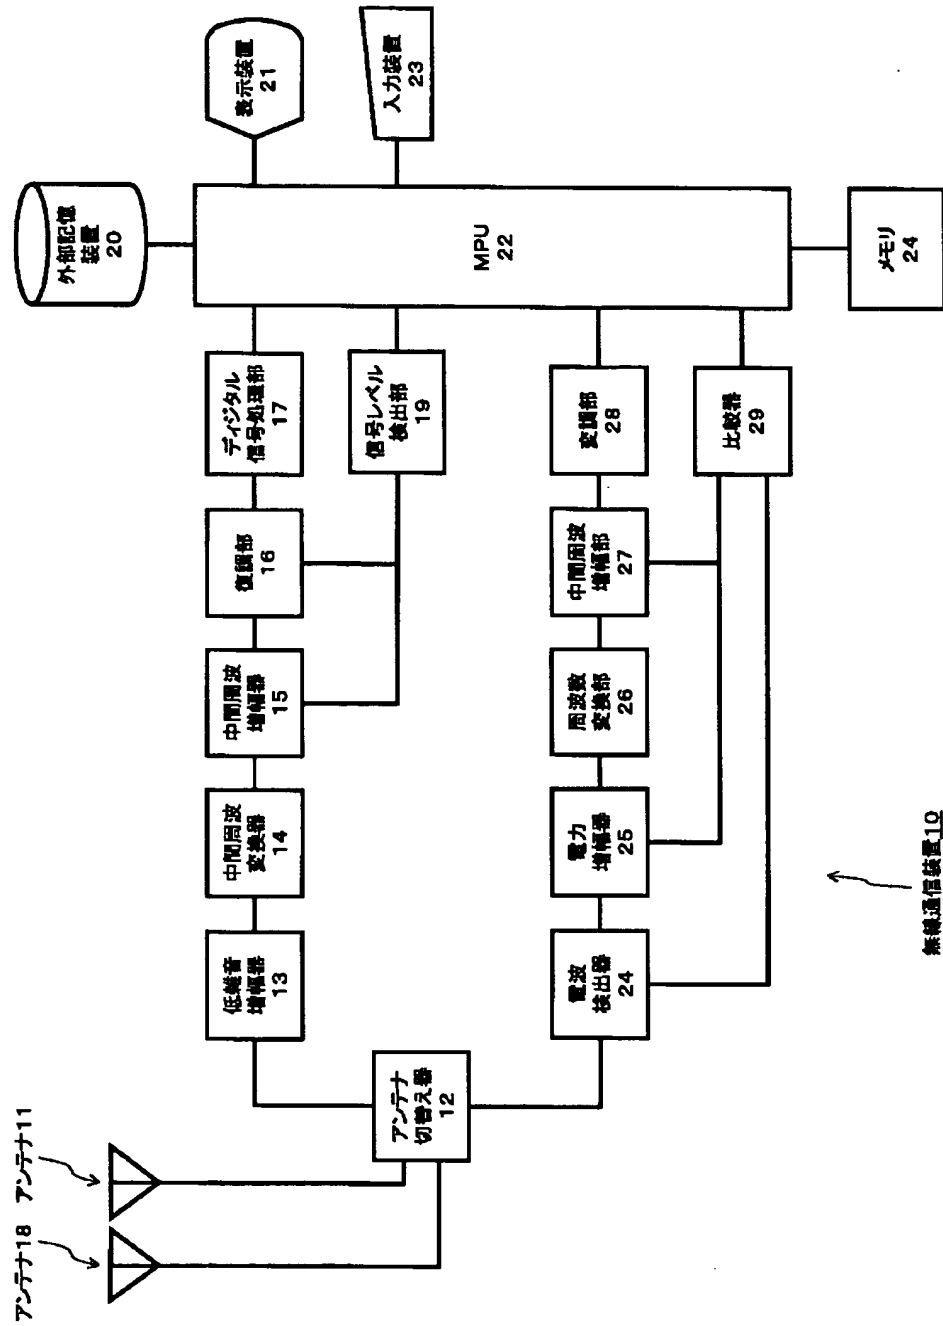 アンテナ18
アンテナ11
アンテナ
切替え器
12
低雑音
増幅器
13
中間周波
変換器
14
中間周波
増幅器
15
復調部
16
ディジタル
信号処理部
17
信号レベル
検出部
19
外部記憶
装置
20
表示装置
21
入力装置
23
MPU
22
メモリ
24
電波
検出器
24
電力
増幅器
25
周波数
変換部
26
中間周波
増幅部
27
変調部
28
比較器
29
無線通信装置10